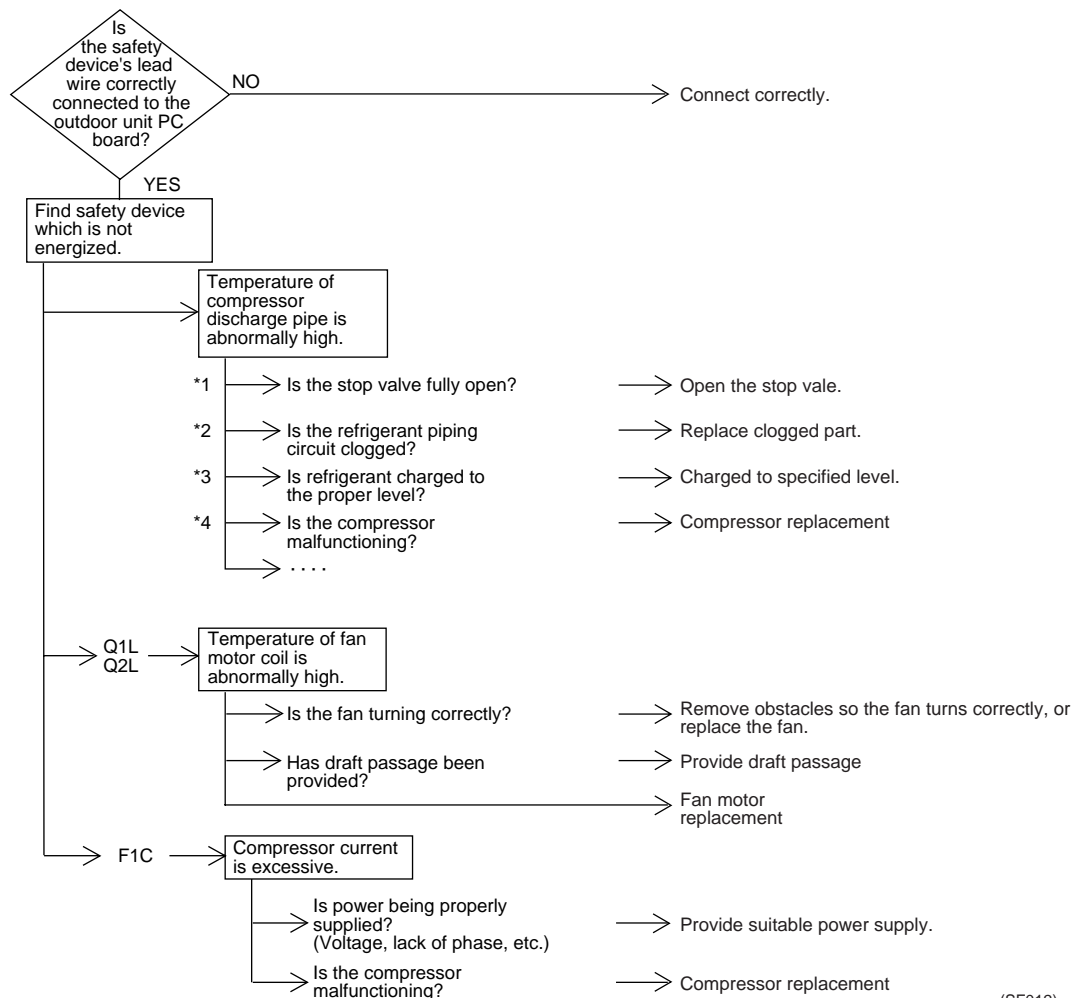 Is
the safety
device's lead
wire correctly
connected to the
outdoor unit PC
board?
NO
Connect correctly.
YES
Find safety device
which is not
energized.
Temperature of
compressor
discharge pipe is
abnormally high.
*1
Is the stop valve fully open?
Open the stop vale.
*2
Is the refrigerant piping
circuit clogged?
Replace clogged part.
*3
Is refrigerant charged to
the proper level?
Charged to specified level.
*4
Is the compressor
malfunctioning?
Compressor replacement
. . . .
Q1L
Q2L
Temperature of fan
motor coil is
abnormally high.
Is the fan turning correctly?
Remove obstacles so the fan turns correctly, or
replace the fan.
Has draft passage been
provided?
Provide draft passage
Fan motor
replacement
F1C
Compressor current
is excessive.
Is power being properly
supplied?
(Voltage, lack of phase, etc.)
Provide suitable power supply.
Is the compressor
malfunctioning?
Compressor replacement